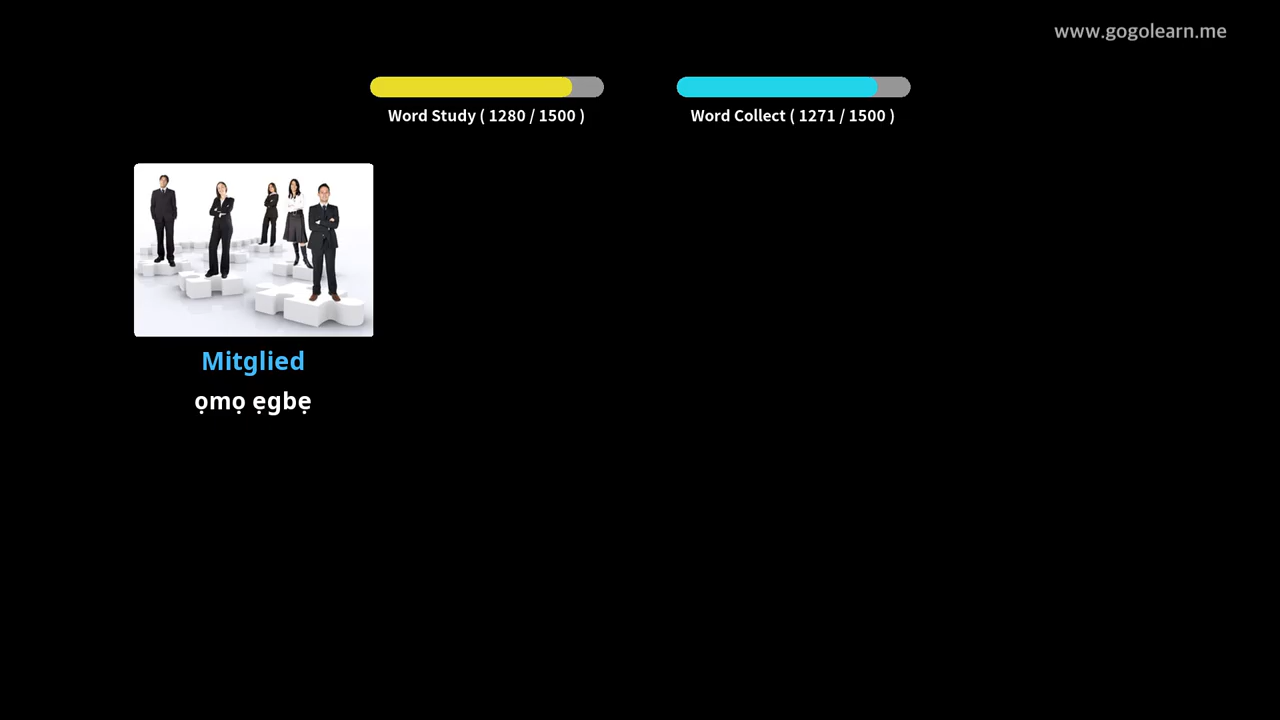 www.gogolearn.me
Word Study ( 1280 / 1500 )
Word Collect ( 1271 / 1500 )
Mitglied
ọmọ ẹgbẹ